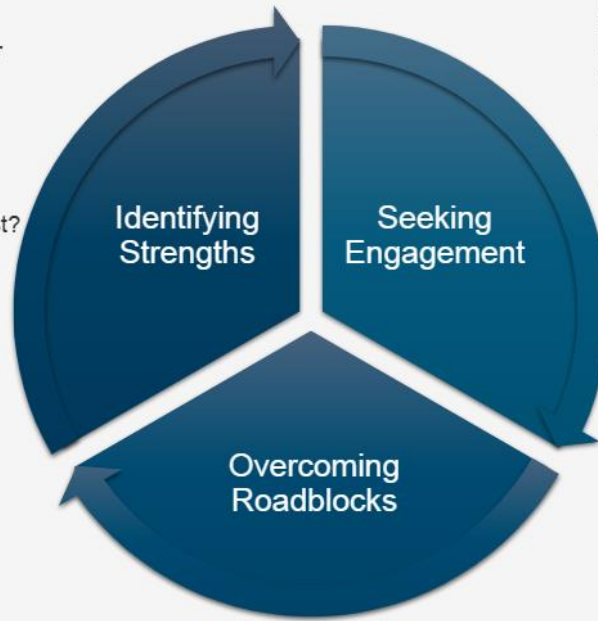 Identifying
Strengths
Seeking
Engagement
Overcoming
Roadblocks